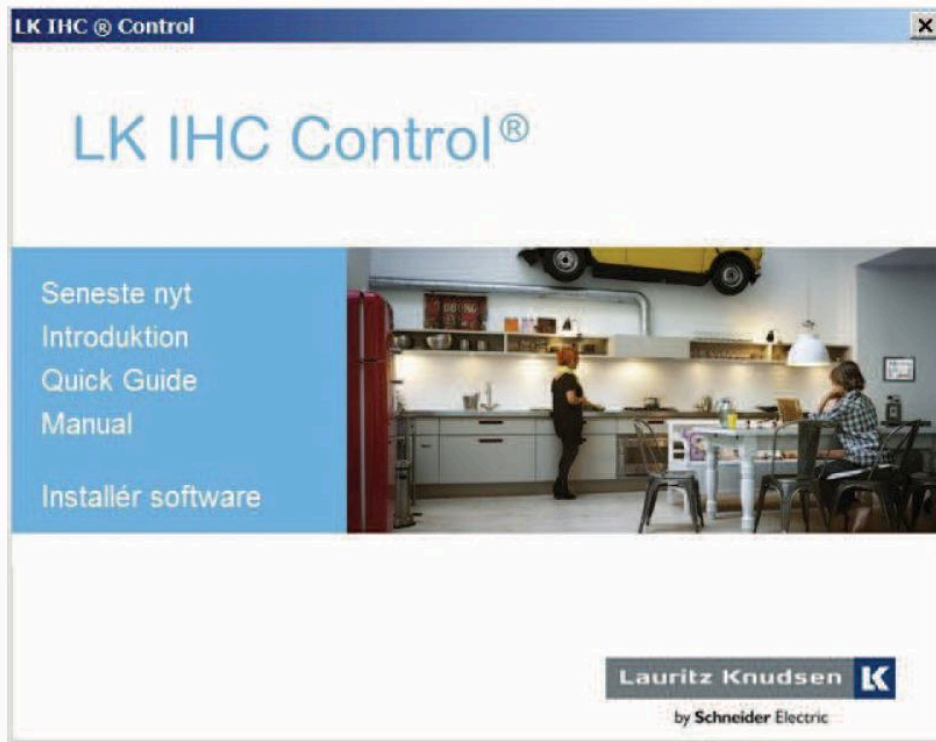 LK IHC ® Control
LK IHC Control®
Seneste nyt
Introduktion
Quick Guide
Manual
Installér software
Lauritz Knudsen LK
by Schneider Electric